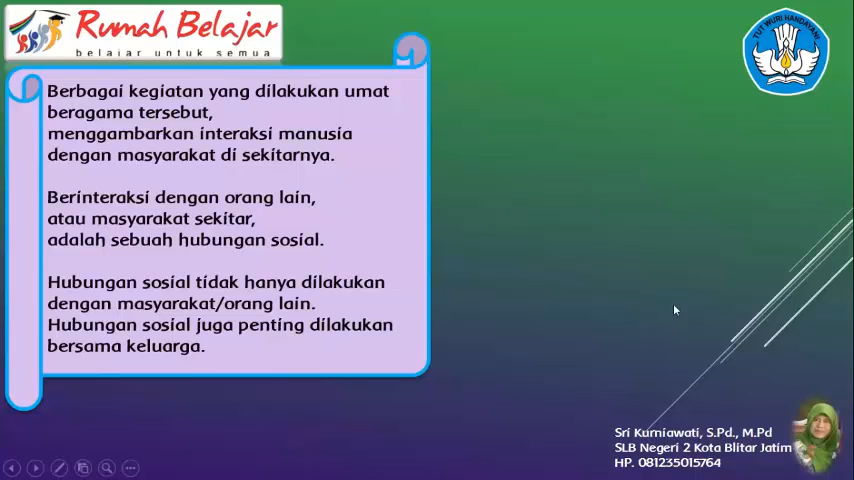 Rumah Belajar
belajar untuk semua
TUT WURI HANDAYANI
Berbagai kegiatan yang dilakukan umat
beragama tersebut,
menggambarkan interaksi manusia
dengan masyarakat di sekitarnya.
Berinteraksi dengan orang lain,
atau masyarakat sekitar,
adalah sebuah hubungan sosial.
Hubungan sosial tidak hanya dilakukan
dengan masyarakat/orang lain.
Hubungan sosial juga penting dilakukan
bersama keluarga.
Sri Kurniawati, S.Pd., M.Pd
SLB Negeri 2 Kota Blitar Jatim
HP. 081235015764